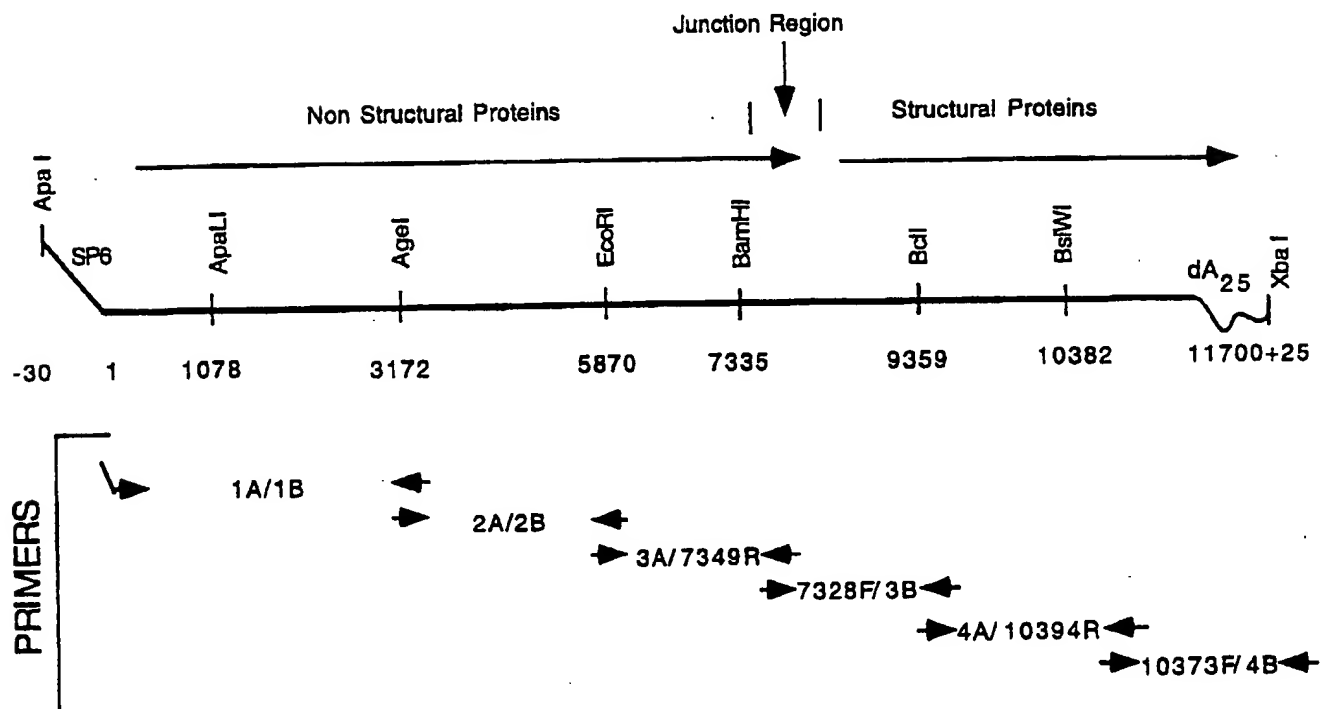 Junction Region
Non Structural Proteins
Structural Proteins
Apa I
SP6
ApaLI
AgeI
EcoRI
BamHI
BclI
BsiWI
dA25
Xba I
-30 1 1078 3172 5870 7335 9359 10382 11700+25
PRIMERS
1A/1B
2A/2B
3A/7349R
7328F/3B
4A/10394R
10373F/4B